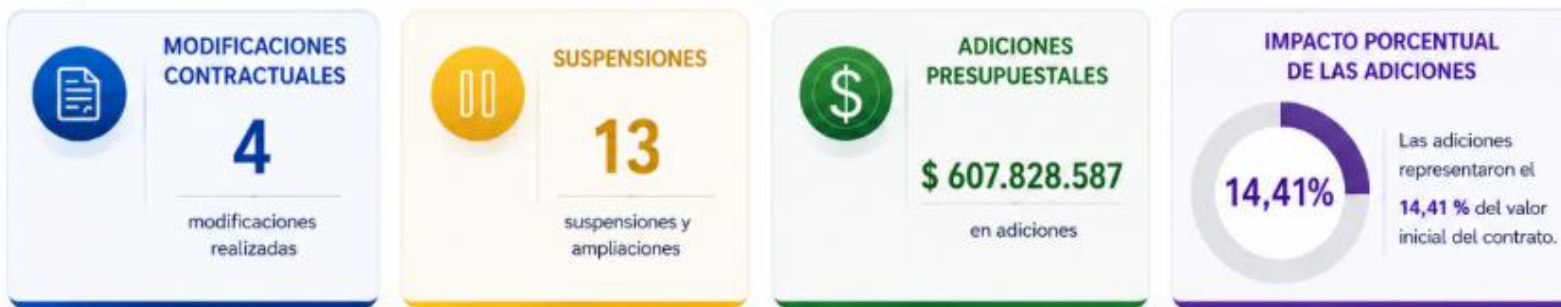 MODIFICACIONES
CONTRACTUALES
4
modificaciones
realizadas
SUSPENSIONES
13
suspensiones y
ampliaciones
ADICIONES
PRESUPUESTALES
$
$ 607.828.587
en adiciones
IMPACTO PORCENTUAL
DE LAS ADICIONES
14,41%
Las adiciones
representaron el
14,41 % del valor
inicial del contrato.